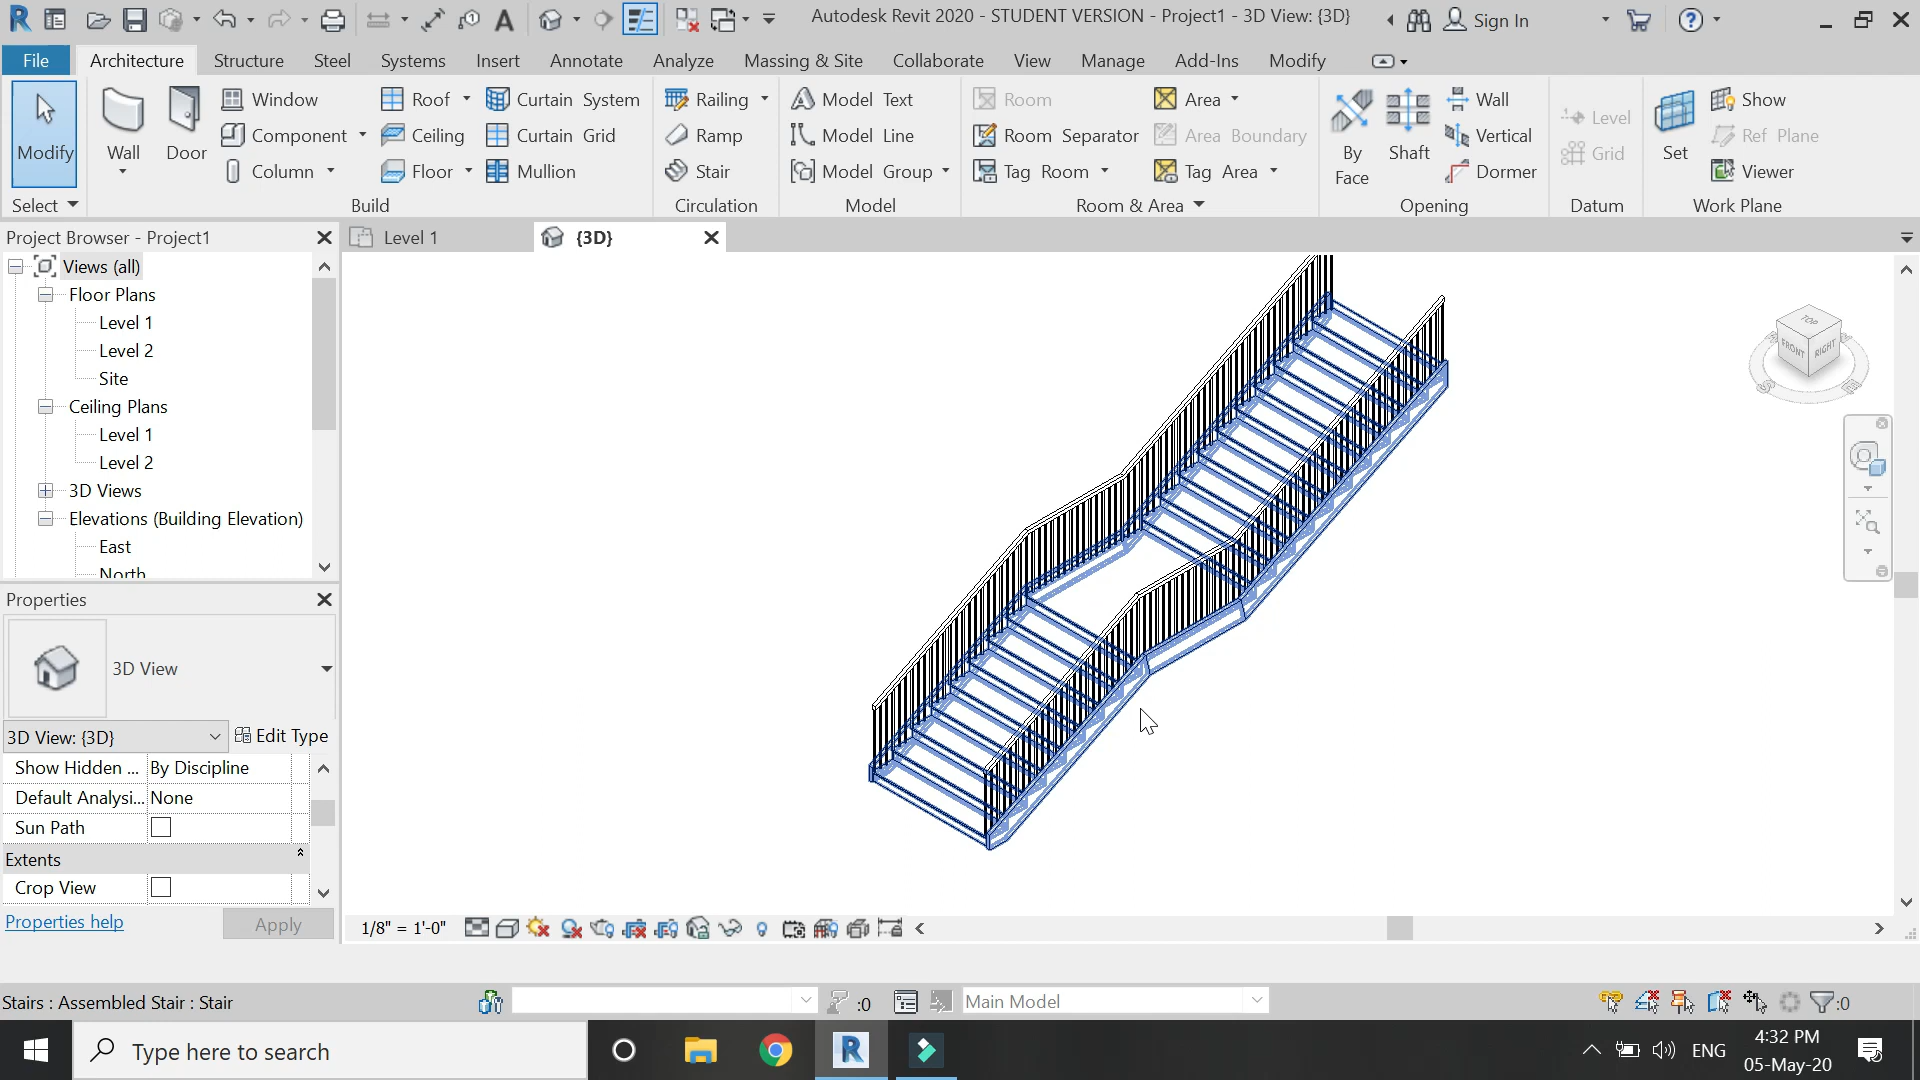 Autodesk Revit 2020 - STUDENT VERSION - Project1 - 3D View: {3D}
Sign In
File
Architecture
Structure
Steel
Systems
Insert
Annotate
Analyze
Massing & Site
Collaborate
View
Manage
Add-Ins
Modify
Modify
Wall
Door
Window
Component
Column
Roof
Ceiling
Floor
Curtain System
Curtain Grid
Mullion
Railing
Ramp
Stair
Model Text
Model Line
Model Group
Room
Room Separator
Tag Room
Area
Area Boundary
Tag Area
By
Face
Shaft
Wall
Vertical
Dormer
Level
Grid
Set
Show
Ref Plane
Viewer
Select
Build
Circulation
Model
Room & Area
Opening
Datum
Work Plane
Project Browser - Project1
Level 1
{3D}
Views (all)
Floor Plans
Level 1
Level 2
Site
Ceiling Plans
Level 1
Level 2
3D Views
Elevations (Building Elevation)
East
North
TOP
FRONT
RIGHT
S
E
Properties
3D View
3D View: {3D}
Edit Type
Show Hidden ... By Discipline
Default Analysi... None
Sun Path
Extents
Crop View
Properties help
Apply
1/8" = 1'-0"
Stairs : Assembled Stair : Stair
:0
Main Model
:0
Type here to search
ENG
4:32 PM
05-May-20